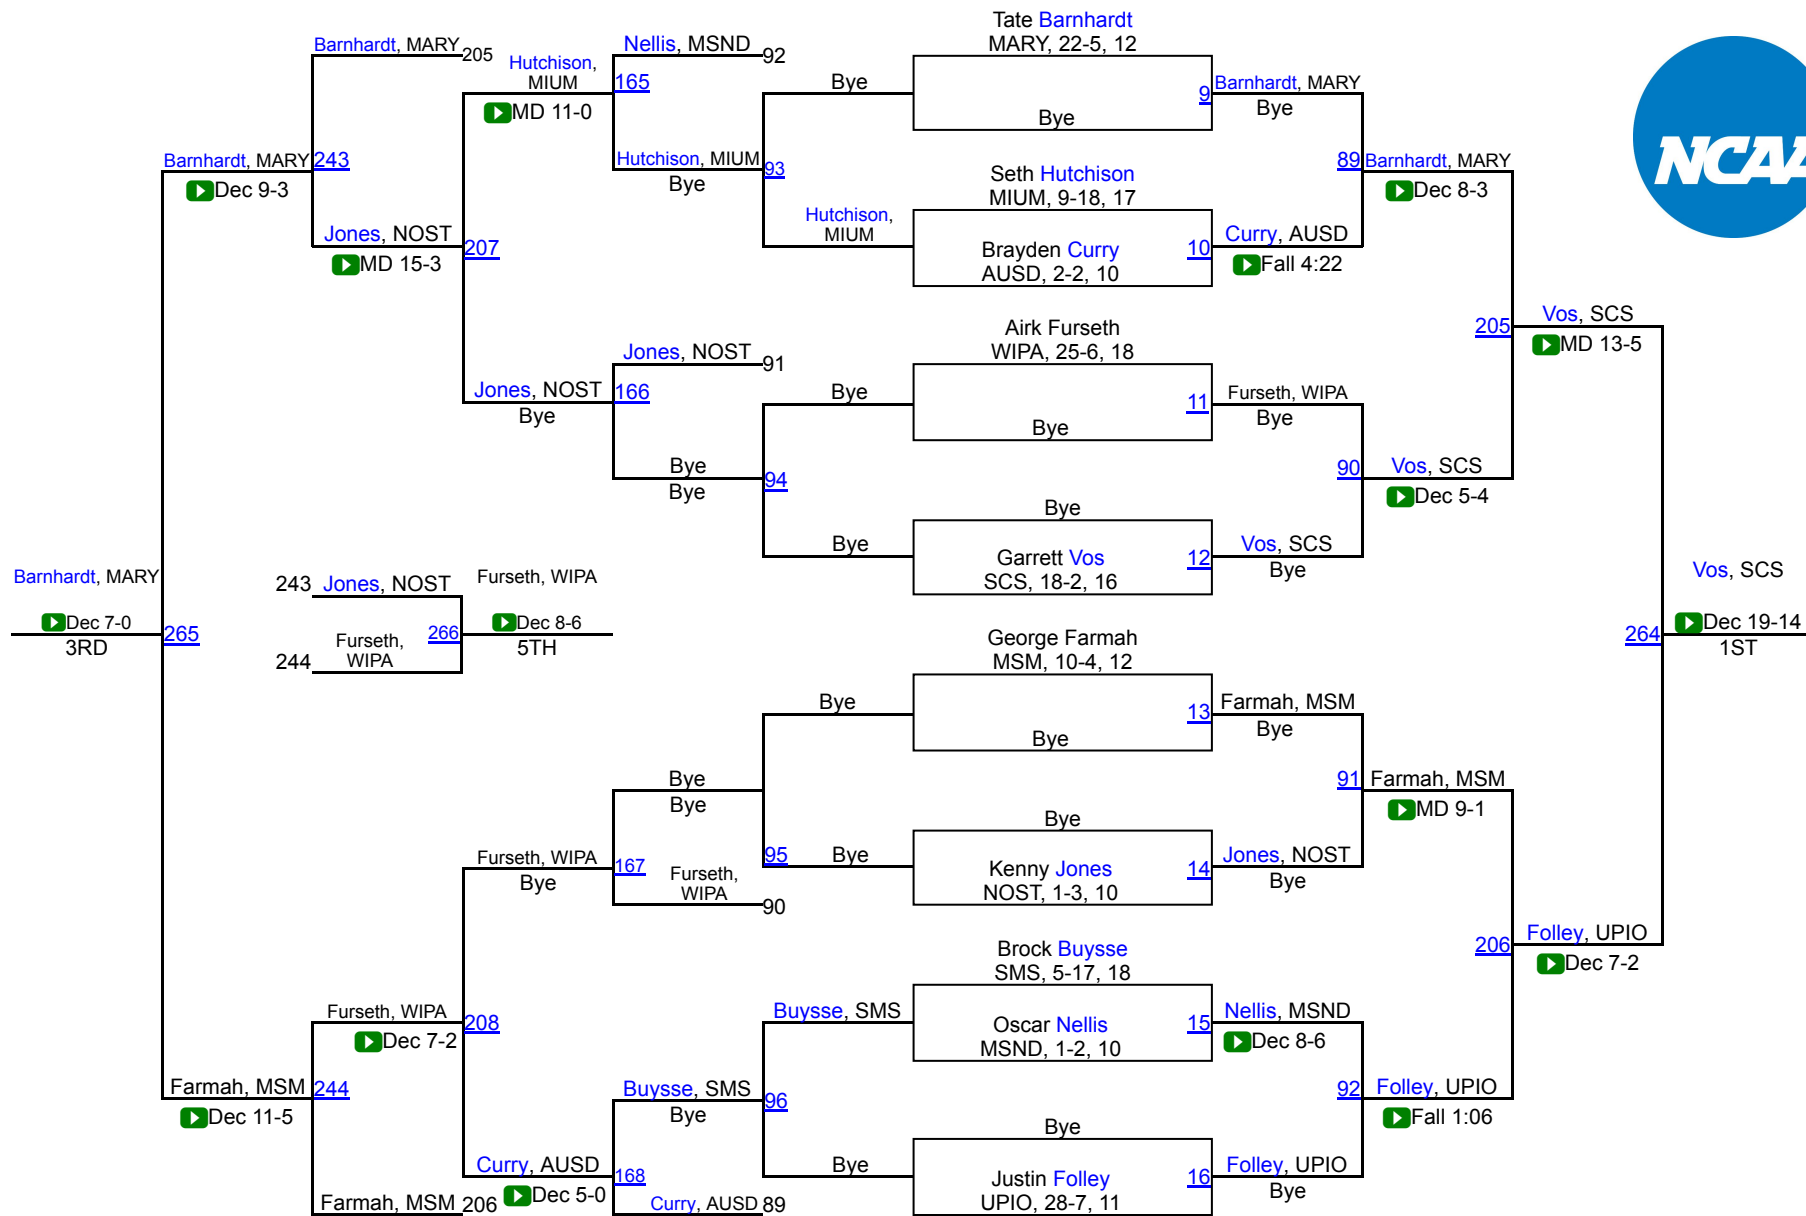 Tate Barnhardt
MARY, 22-5, 12
Barnhardt, MARY
205
Nellis, MSND
92
Hutchison,
MIUM
165
Bye
9
Barnhardt, MARY
MD 11-0
Bye
Bye
NCAA
Barnhardt, MARY
243
Hutchison, MIUM
93
Seth Hutchison
89
Barnhardt, MARY
Dec 9-3
Bye
MIUM, 9-18, 17
Dec 8-3
Hutchison,
MIUM
Jones, NOST
207
Brayden Curry
10
Curry, AUSD
MD 15-3
AUSD, 2-2, 10
Fall 4:22
Airk Furseth
205
Vos, SCS
WIPA, 25-6, 18
MD 13-5
Jones, NOST
91
Jones, NOST
166
Bye
11
Furseth, WIPA
Bye
Bye
Bye
Bye
94
90
Vos, SCS
Bye
Dec 5-4
Bye
Bye
Garrett Vos
12
Vos, SCS
SCS, 18-2, 16
Bye
Barnhardt, MARY
243
Jones, NOST
Furseth, WIPA
Vos, SCS
Dec 7-0
265
266
Dec 8-6
264
Dec 19-14
3RD
Furseth,
WIPA
244
5TH
1ST
George Farmah
MSM, 10-4, 12
Bye
13
Farmah, MSM
Bye
Bye
Bye
91
Farmah, MSM
Bye
MD 9-1
Bye
Furseth, WIPA
167
95
Bye
Kenny Jones
14
Jones, NOST
Bye
Furseth,
WIPA
NOST, 1-3, 10
Bye
90
Brock Buysse
206
Folley, UPIO
SMS, 5-17, 18
Dec 7-2
Furseth, WIPA
208
Buysse, SMS
Oscar Nellis
15
Nellis, MSND
Dec 7-2
MSND, 1-2, 10
Dec 8-6
Farmah, MSM
244
Buysse, SMS
96
92
Folley, UPIO
Dec 11-5
Bye
Fall 1:06
Bye
Curry, AUSD
168
Bye
Justin Folley
16
Folley, UPIO
Dec 5-0
UPIO, 28-7, 11
Bye
Farmah, MSM
206
Curry, AUSD
89